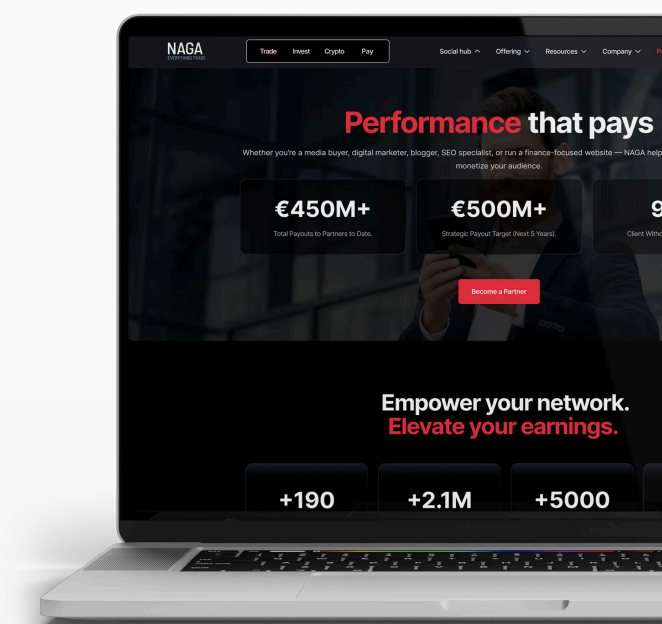 NAGA
EVERYTHING TRADE
Trade Invest Crypto Pay
Social hub Offering Resources Company
Performance that pays
Whether you're a media buyer, digital marketer, blogger, SEO specialist, or run a finance-focused website — NAGA help
monetize your audience.
€450M+
Total Payouts to Partners to Date.
€500M+
Strategic Payout Target (Next 5 Years).
9
Client
Become a Partner
Empower your network.
Elevate your earnings.
+190
+2.1M
+5000